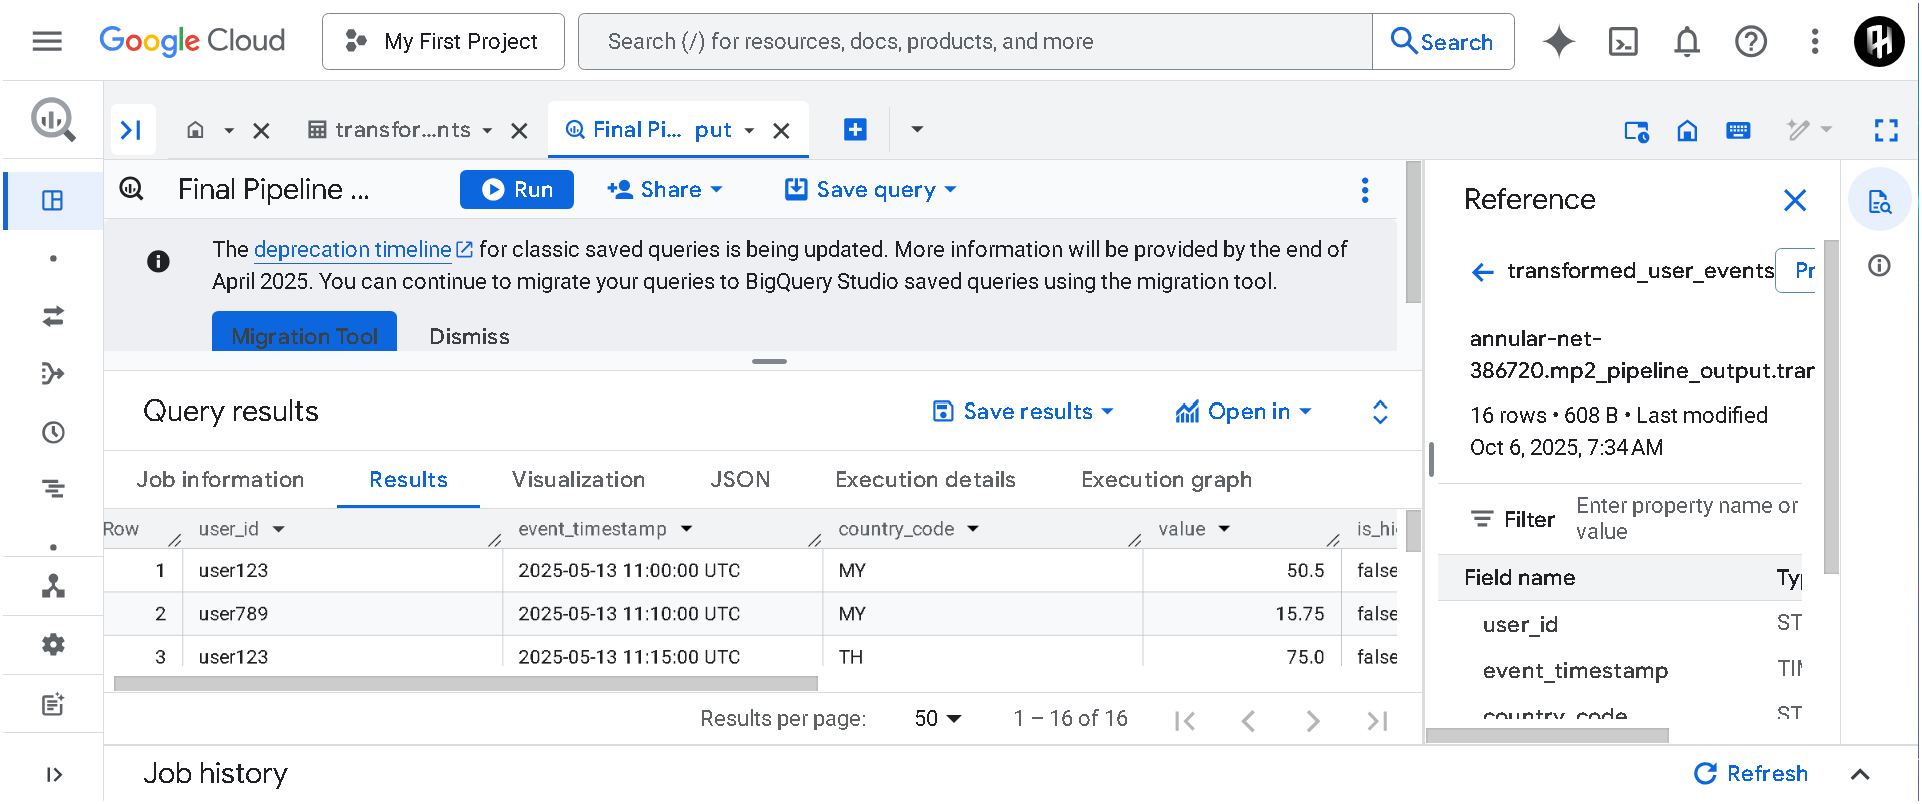 Google Cloud
My First Project
Search (/) for resources, docs, products, and more
Search
transfor...nts
Final Pi... put
Final Pipeline ...
Run
Share
Save query
The deprecation timeline for classic saved queries is being updated. More information will be provided by the end of
April 2025. You can continue to migrate your queries to BigQuery Studio saved queries using the migration tool.
Migration Tool
Dismiss
Query results
Save results
Open in
Job information
Results
Visualization
JSON
Execution details
Execution graph
Row user_id event_timestamp country_code value is_hi
1 user123 2025-05-13 11:00:00 UTC MY 50.5 false
2 user789 2025-05-13 11:10:00 UTC MY 15.75 false
3 user123 2025-05-13 11:15:00 UTC TH 75.0 false
Results per page: 50 1 – 16 of 16
Job history
Refresh
Reference
transformed_user_events
Pr
annular-net-
386720.mp2_pipeline_output.tran
16 rows • 608 B • Last modified
Oct 6, 2025, 7:34 AM
Filter
Enter property name or
value
Field name Ty
user_id ST
event_timestamp TI
country_code ST